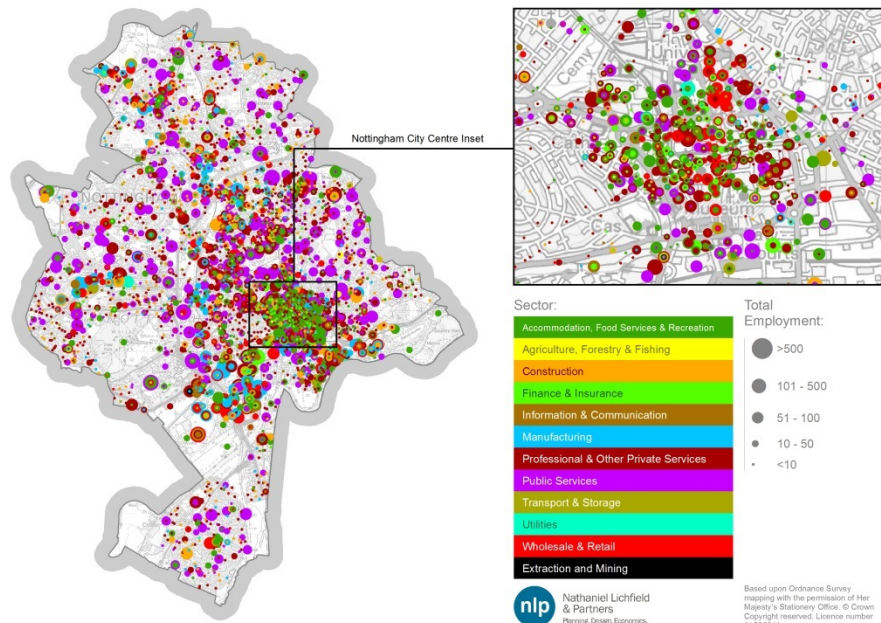 Nottingham City Centre Inset
Sector:
Accommodation, Food Services & Recreation
Agriculture, Forestry & Fishing
Construction
Finance & Insurance
Information & Communication
Manufacturing
Professional & Other Private Services
Public Services
Transport & Storage
Utilities
Wholesale & Retail
Extraction and Mining
Total
Employment:
>500
101 - 500
51 - 100
10 - 50
<10
nlp
Nathaniel Lichfield
& Partners
Planning. Design. Economics.
Based upon Ordnance Survey
mapping with the permission of Her
Majesty's Stationery Office. © Crown
Copyright reserved. Licence number